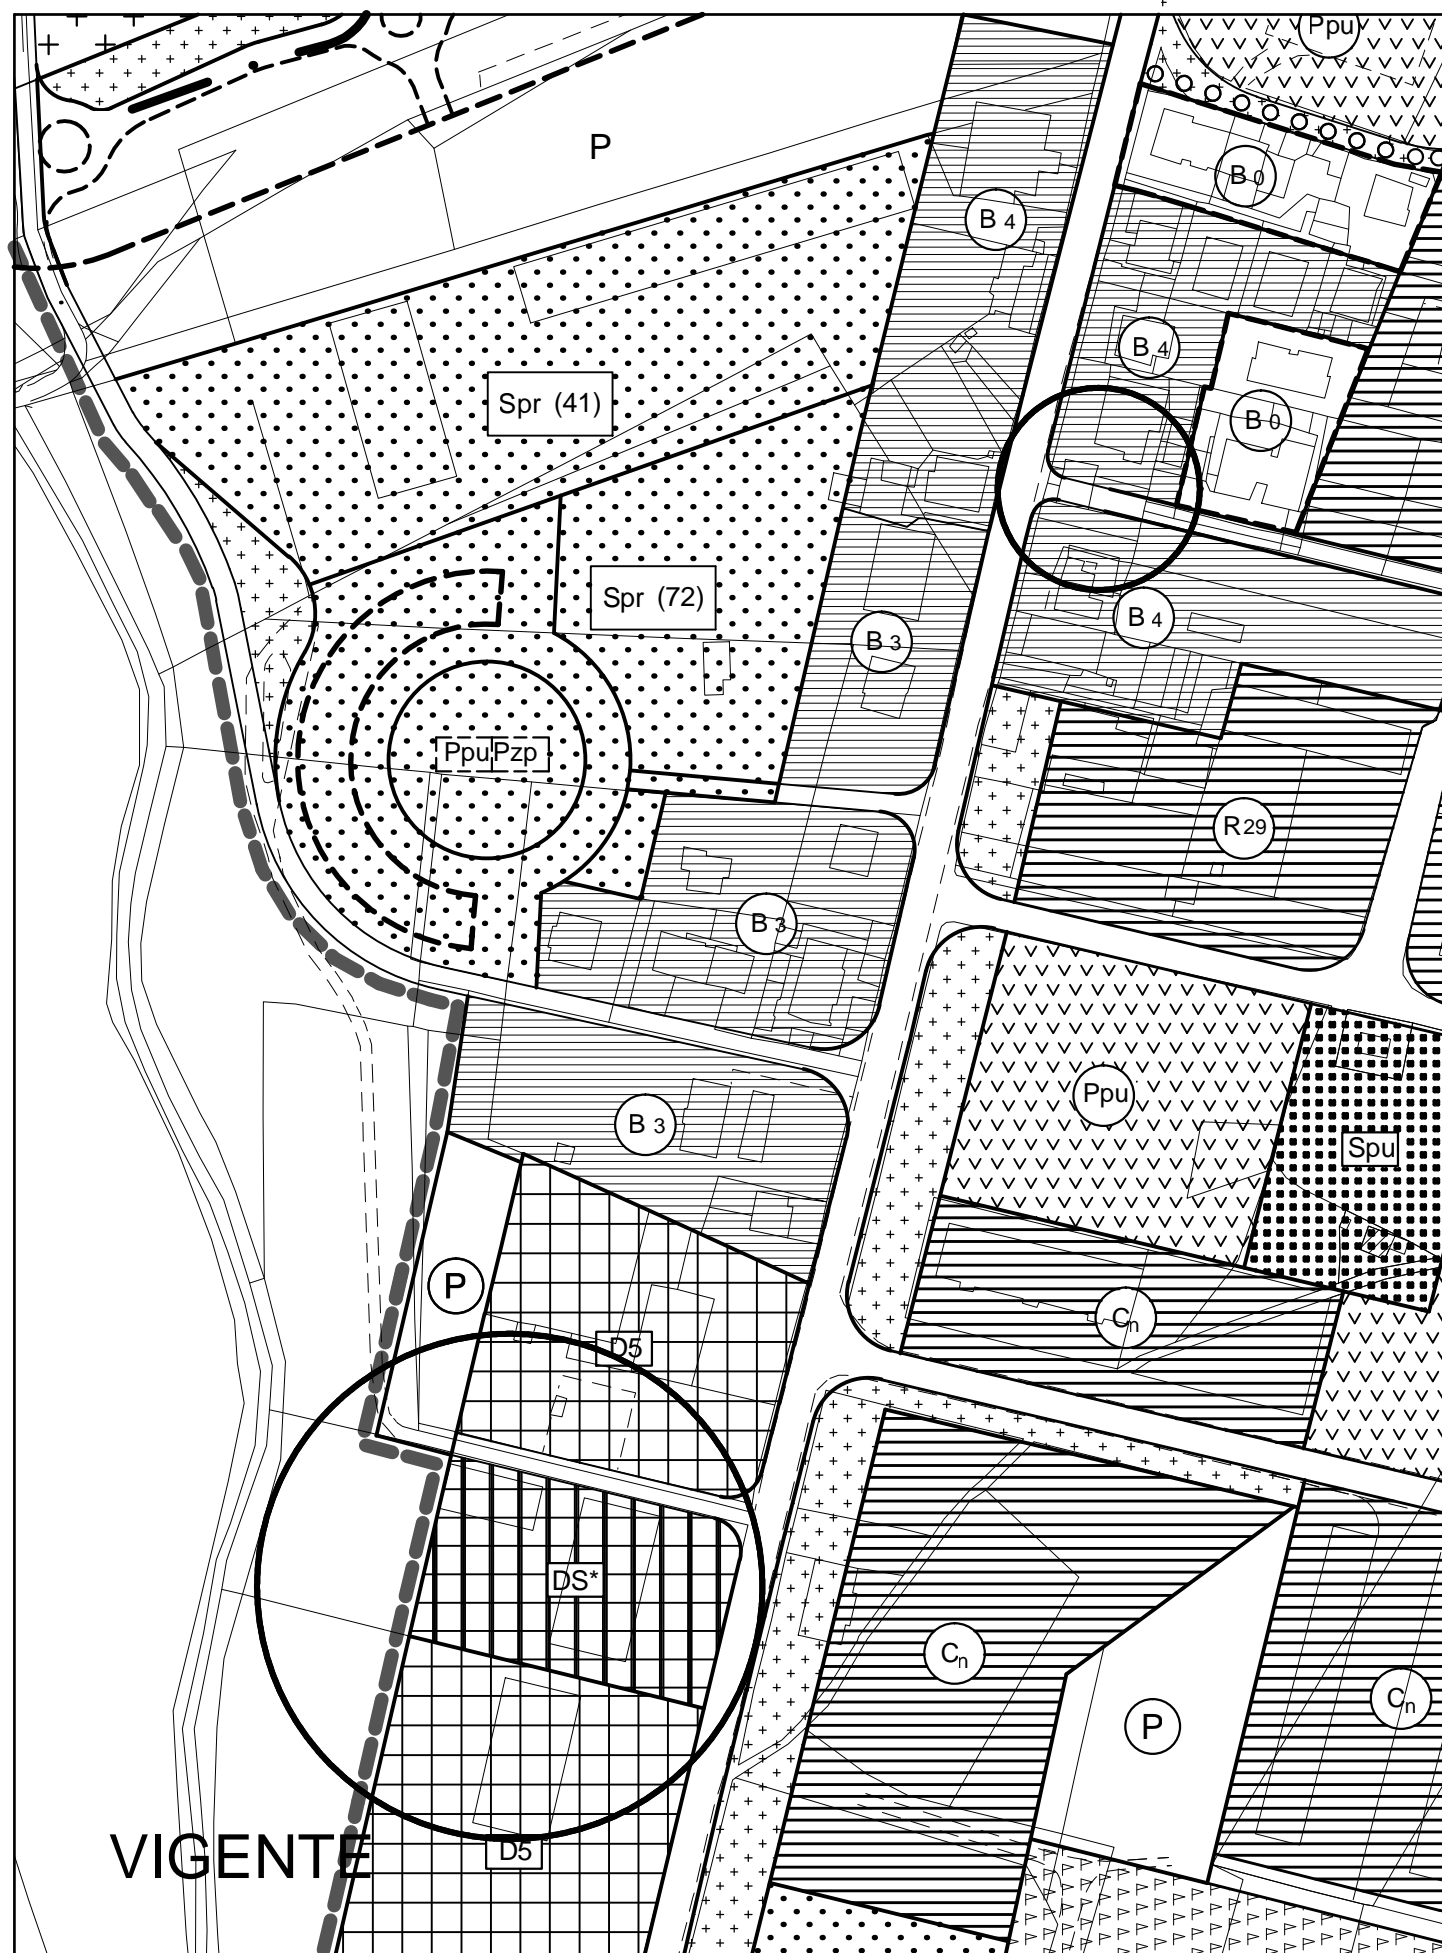 Ppu
P
B 0
B 4
B 4
Spr (41)
B 0
Spr (72)
B 4
B 3
Ppu Pzp
R 29
B 3
Ppu
B 3
Spu
P
Cn
D5
DS*
Cn
Cn
P
VIGENTE
D5